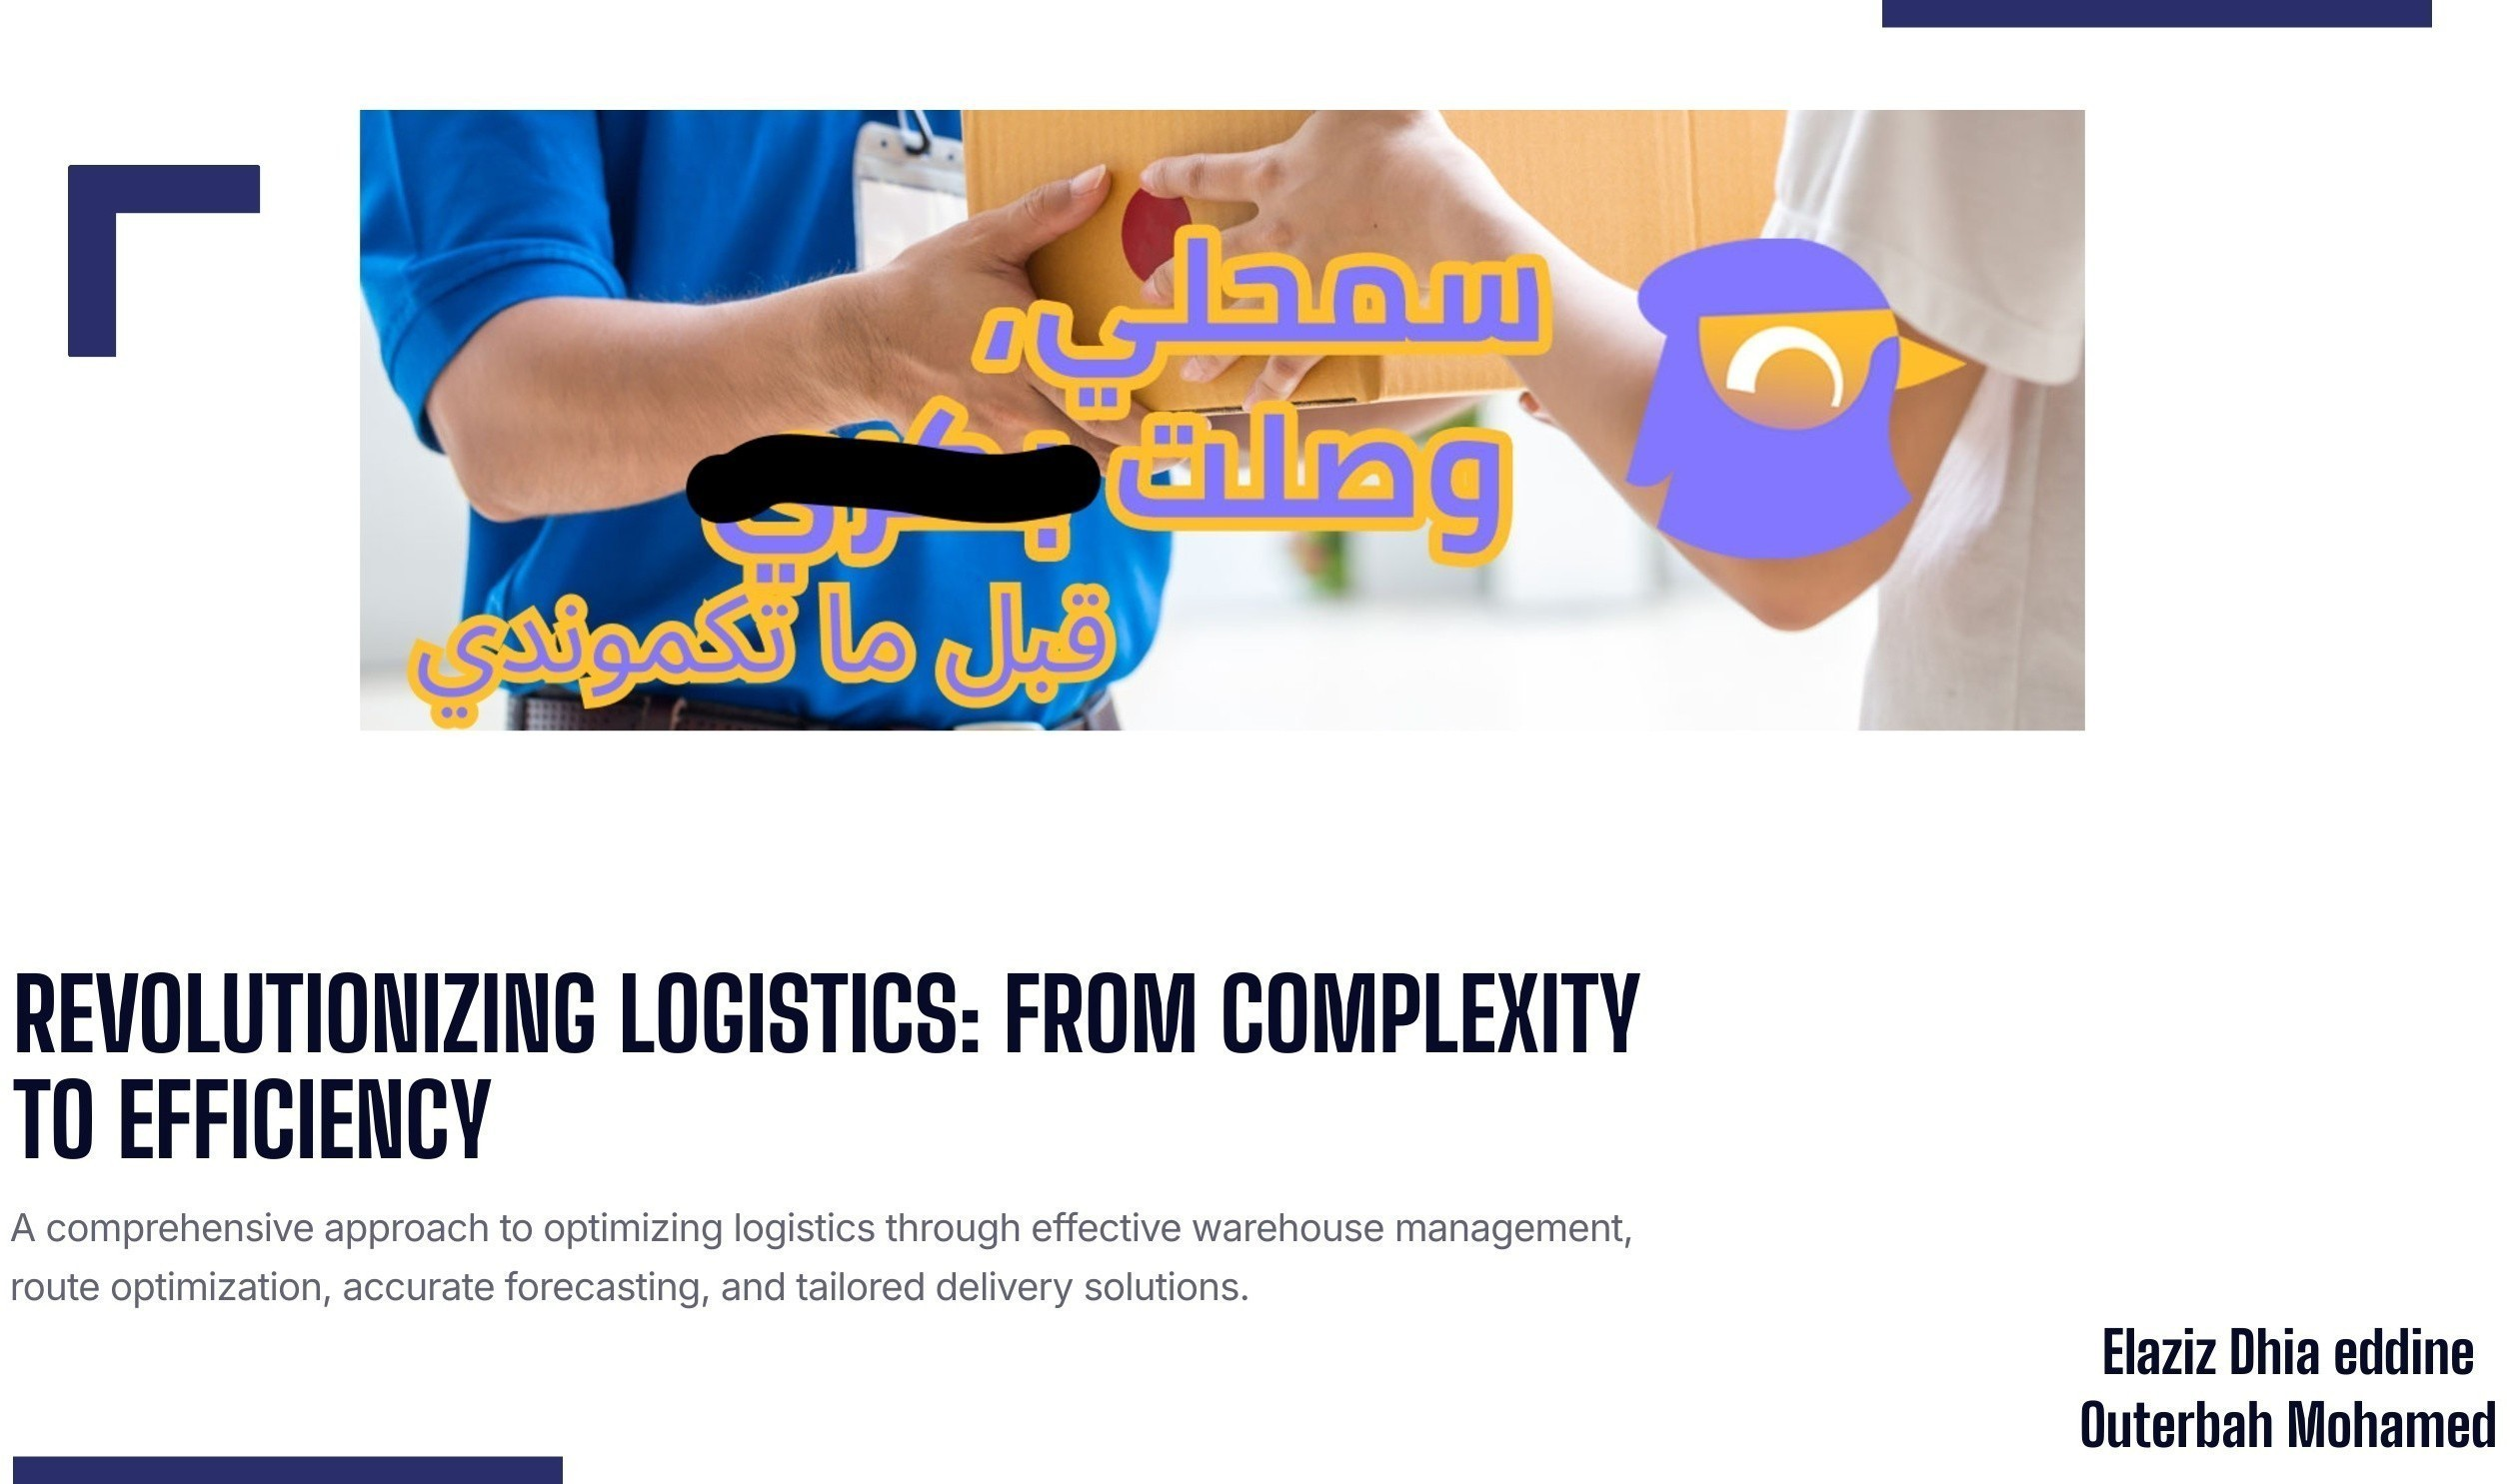 سمحلي,
وصلت بكري
قبل ما تكموندي
REVOLUTIONIZING LOGISTICS: FROM COMPLEXITY
TO EFFICIENCY
A comprehensive approach to optimizing logistics through effective warehouse management,
route optimization, accurate forecasting, and tailored delivery solutions.
Elaziz Dhia eddine
Outerbah Mohamed